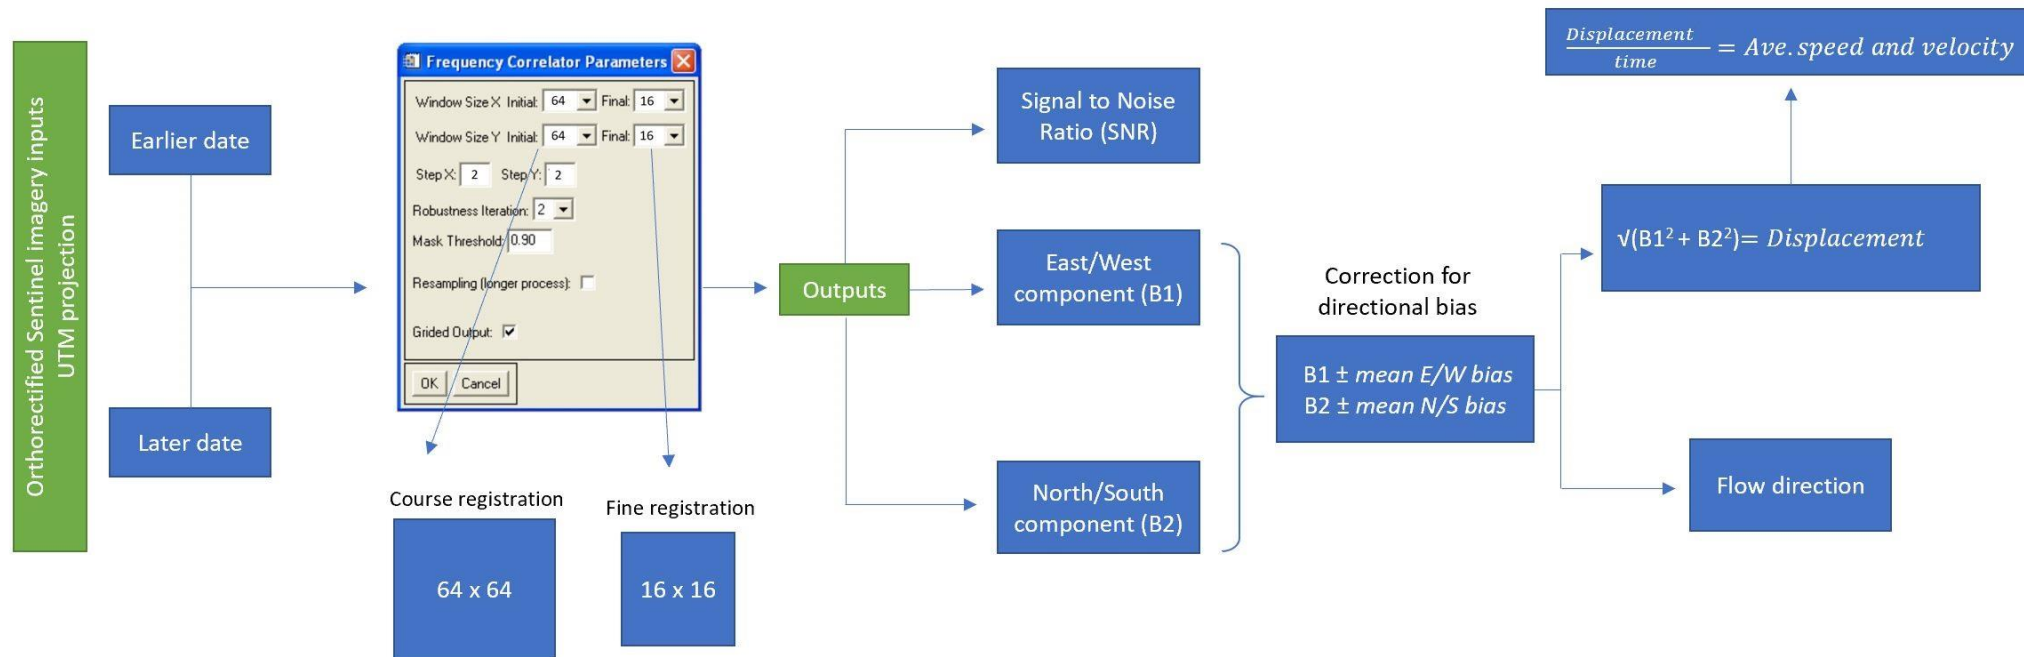 Orthorectified Sentinel imagery inputs
UTM projection
Earlier date
Later date
Frequency Correlator Parameters
Window Size X Initial: 64 Final: 16
Window Size Y Initial: 64 Final: 16
Step X: 2 Step Y: 2
Robustness Iteration: 2
Mask Threshold: 0.90
Resampling (longer process):
Grided Output:
OK Cancel
Course registration
64 x 64
Fine registration
16 x 16
Outputs
Signal to Noise
Ratio (SNR)
East/West
component (B1)
North/South
component (B2)
Correction for
directional bias
B1 ± mean E/W bias
B2 ± mean N/S bias
√(B1² + B2²)= Displacement
Displacement
time
= Ave. speed and velocity
Flow direction